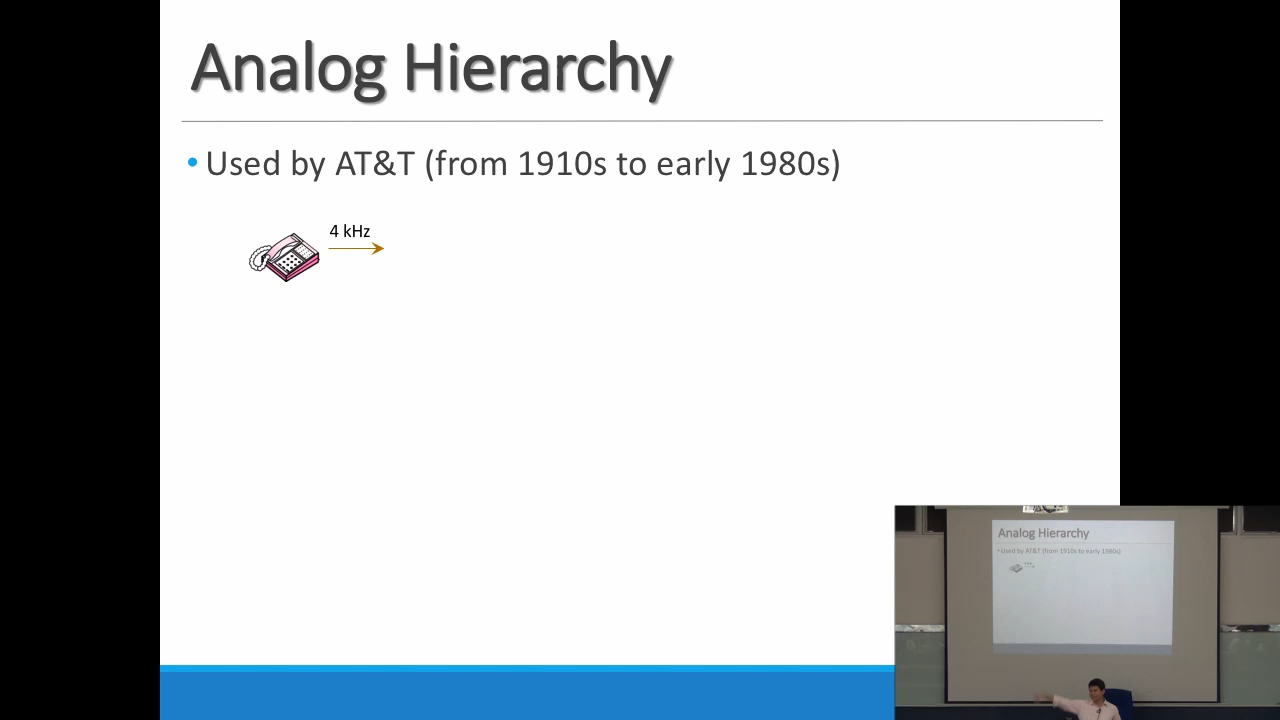 Analog Hierarchy
• Used by AT&T (from 1910s to early 1980s)
4 kHz
Analog Hierarchy
• Used by AT&T (from 1910s to early 1980s)